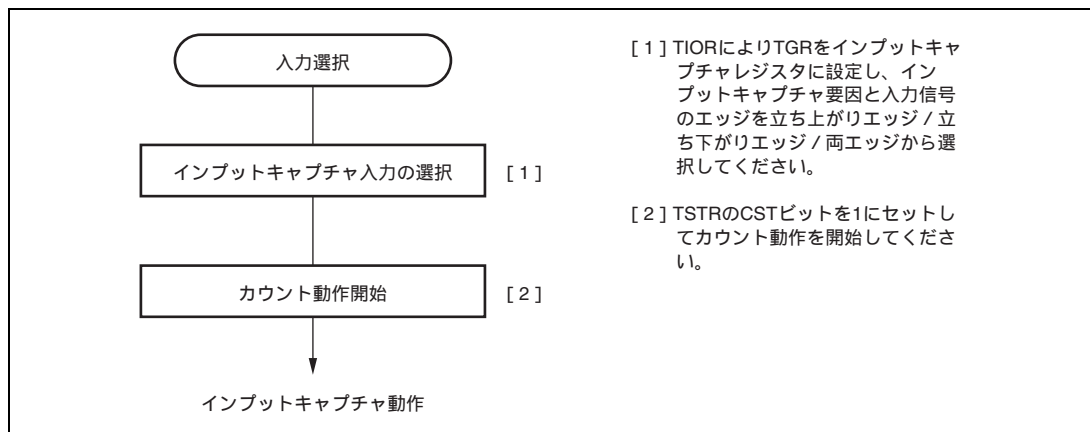 入力選択
インプットキャプチャ入力の選択 [1]
カウント動作開始 [2]
インプットキャプチャ動作
[1] TIORによりTGRをインプットキャ
プチャレジスタに設定し、イン
プットキャプチャ要因と入力信号
のエッジを立ち上がりエッジ/立
ち下がりエッジ/両エッジから選
択してください。
[2] TSTRのCSTビットを1にセットし
てカウント動作を開始してくださ
い。